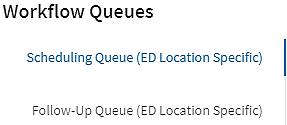 Workflow Queues
Scheduling Queue (ED Location Specific)
Follow-Up Queue (ED Location Specific)